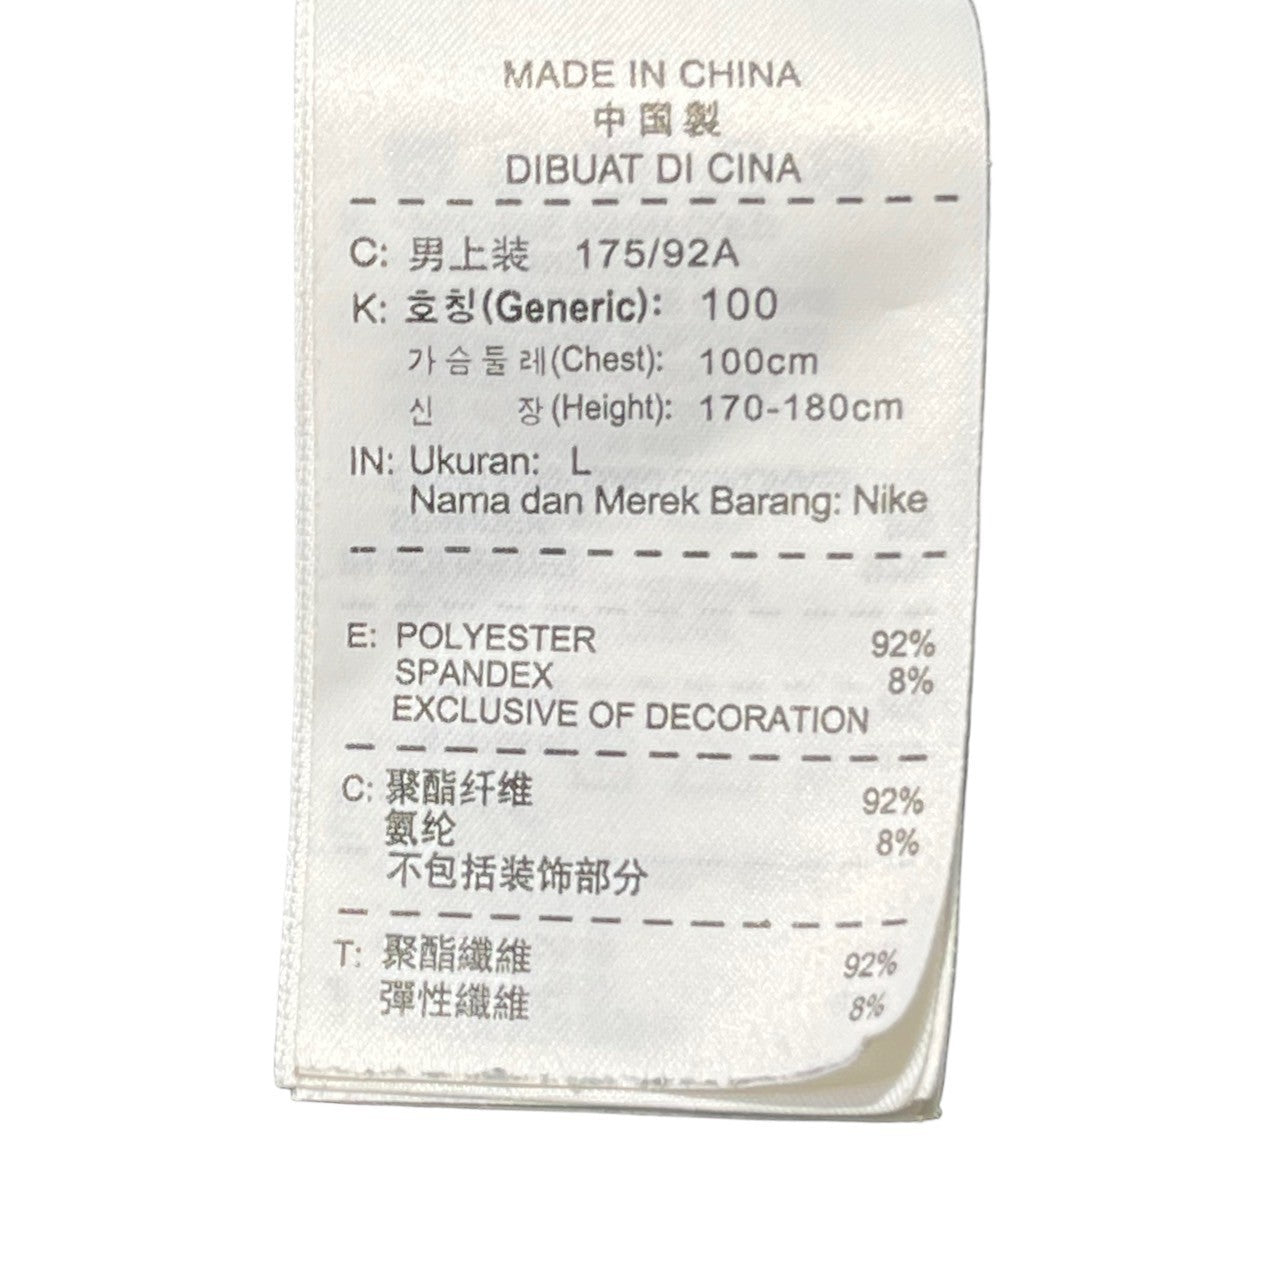 MADE IN CHINA
中国製
DIBUAT DI CINA
C: 男上装 175/92A
K: 호칭(Generic): 100
가슴둘레(Chest): 100cm
신 장(Height): 170-180cm
IN: Ukuran: L
Nama dan Merek Barang: Nike
E: POLYESTER 92%
SPANDEX 8%
EXCLUSIVE OF DECORATION
C: 聚酯纤维 92%
氨纶 8%
不包括装饰部分
T: 聚酯纖維 92%
彈性纖維 8%